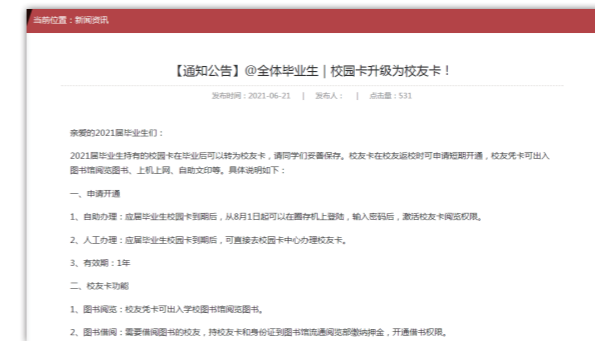 当前位置：新闻资讯
【通知公告】@全体毕业生 | 校园卡升级为校友卡！
发布时间：2021-06-21 | 发布人： | 点击量：531
亲爱的2021届毕业生们：
2021届毕业生持有的校园卡在毕业后可以转为校友卡，请同学们妥善保存。校友卡在校友返校时可申请短期开通，校友凭卡可出入
图书馆阅览图书、上机上网、自助文印等。具体说明如下：
一、申请开通
1、自助办理：应届毕业生校园卡到期后，从8月1日起可以在圈存机上登陆，输入密码后，激活校友卡阅览权限。
2、人工办理：应届毕业生校园卡到期后，可直接去校园卡中心办理校友卡。
3、有效期：1年
二、校友卡功能
1、图书阅览：校友凭卡可出入学校图书馆阅览图书。
2、图书借阅：需要借阅图书的校友，持校友卡和身份证到图书馆流通阅览部缴纳押金，开通借书权限。